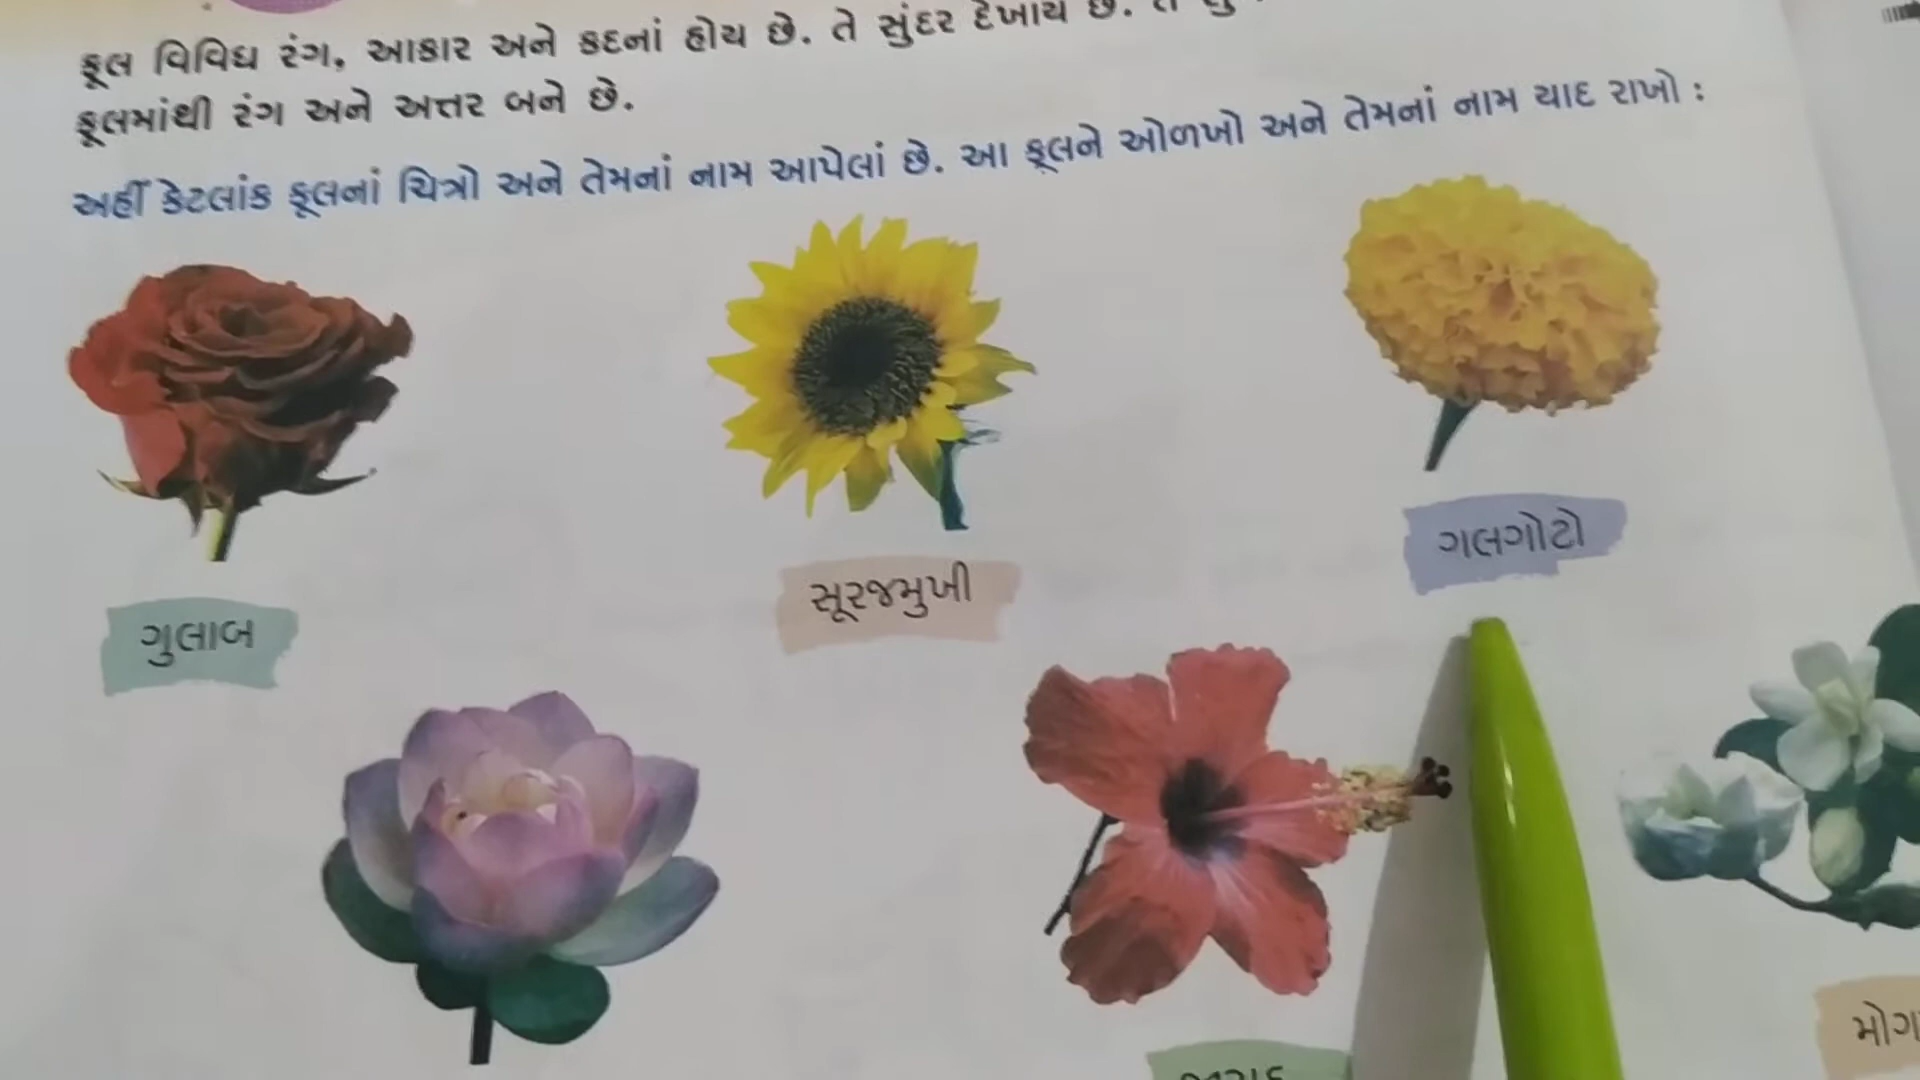 ફૂલ વિવિધ રંગ, આકાર અને કદનાં હોય છે. તે સુંદર દેખાય છે.
ફૂલમાંથી રંગ અને અત્તર બને છે.
અહીં કેટલાંક ફૂલનાં ચિત્રો અને તેમનાં નામ આપેલાં છે. આ ફૂલને ઓળખો અને તેમનાં નામ યાદ રાખો :
ગલગોટો
સૂરજમુખી
ગુલાબ